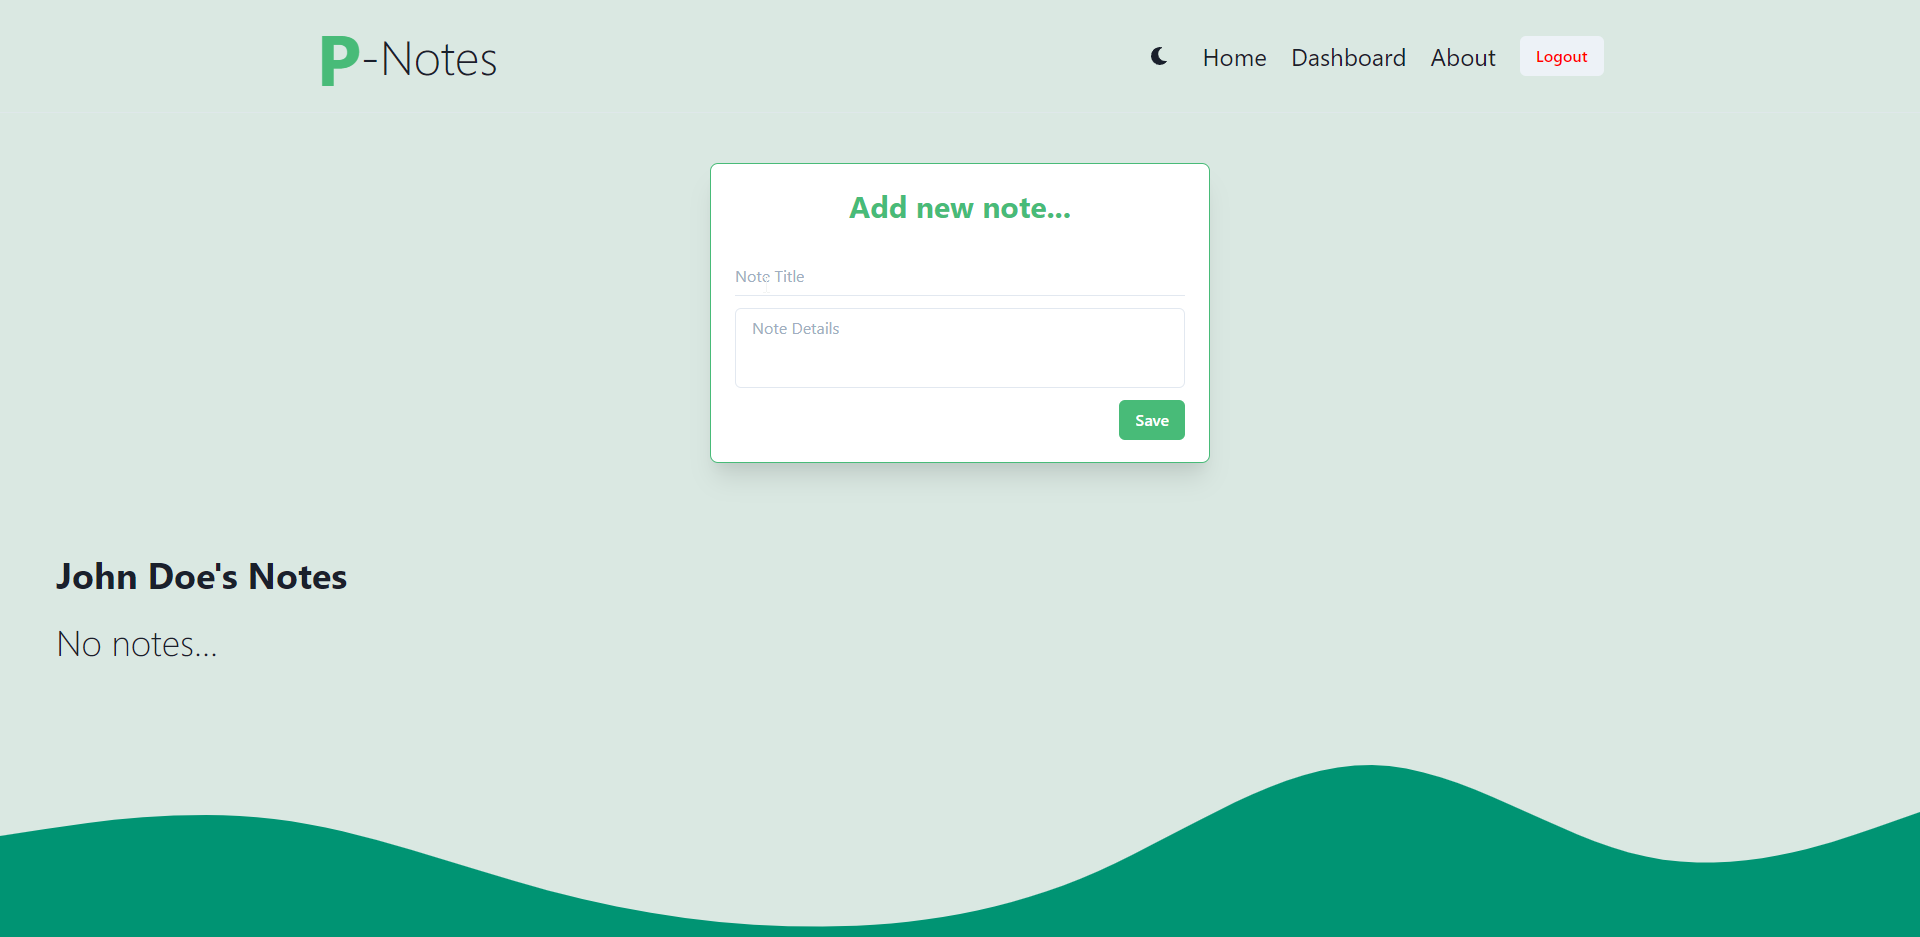 P-Notes
Home Dashboard About Logout
Add new note...
Note Title
Note Details
Save
John Doe's Notes
No notes...